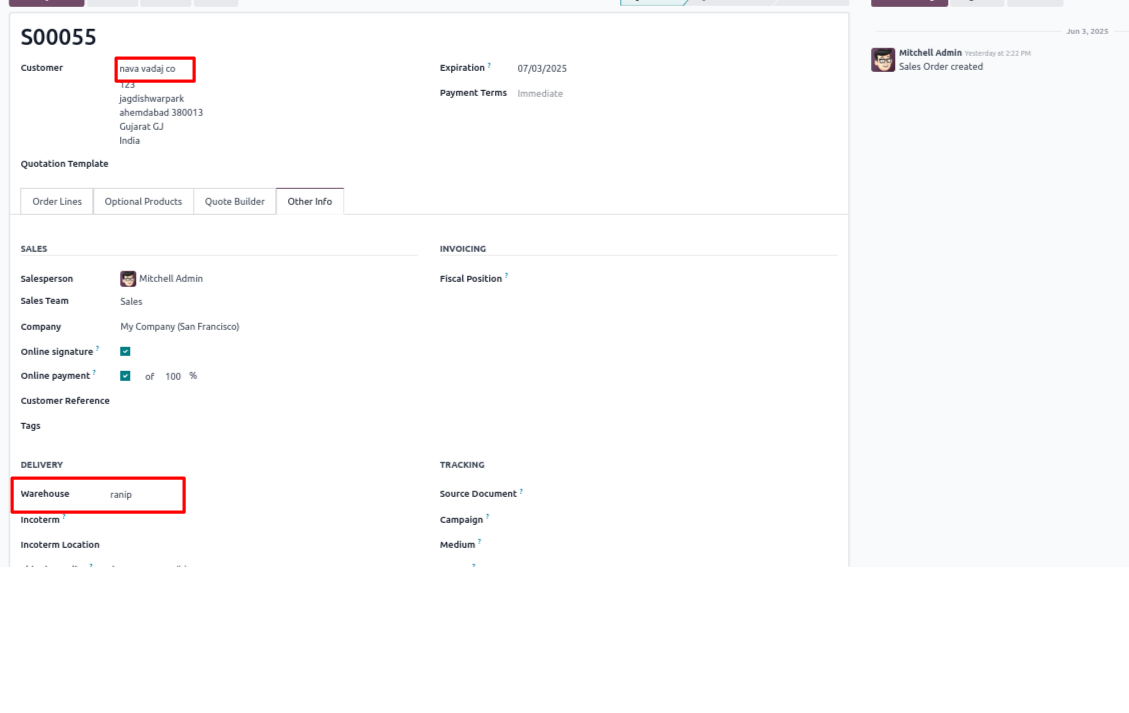 S00055
Customer nava vadaj co
123
jagdishwarpark
ahemdabad 380013
Gujarat GJ
India
Expiration ? 07/03/2025
Payment Terms Immediate
Quotation Template
Order Lines Optional Products Quote Builder Other Info
SALES
Salesperson Mitchell Admin
Sales Team Sales
Company My Company (San Francisco)
Online signature ?
Online payment ? of 100 %
Customer Reference
Tags
INVOICING
Fiscal Position ?
DELIVERY
Warehouse ranip
Incoterm ?
Incoterm Location
TRACKING
Source Document ?
Campaign ?
Medium ?
Jun 3, 2025
Mitchell Admin Yesterday at 2:22 PM
Sales Order created